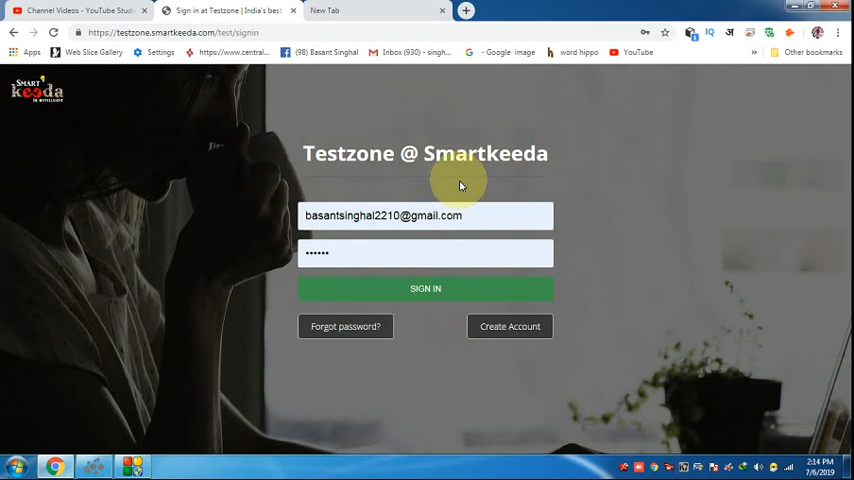 Channel Videos - YouTube Studi
Sign in at Testzone | India's best
New Tab
https://testzone.smartkeeda.com/test/signin
Apps
Web Slice Gallery
Settings
https://www.central...
(98) Basant Singhal
Inbox (930) - singh...
- Google image
word hippo
YouTube
»
Other bookmarks
SMART
keeda
Testzone @ Smartkeeda
basantsinghal2210@gmail.com
••••••
SIGN IN
Forgot password?
Create Account
2:14 PM
7/6/2019